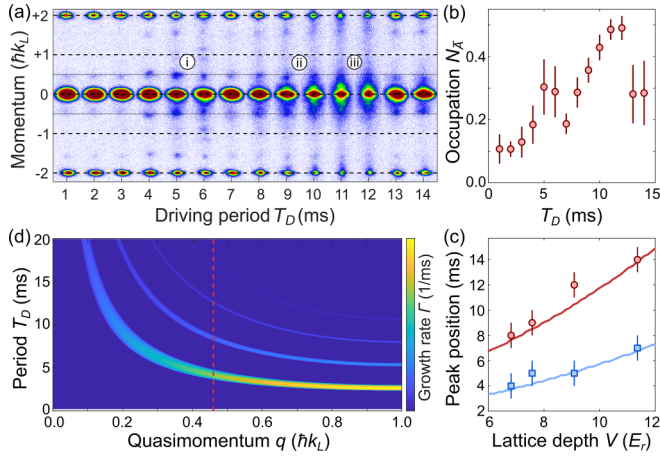 (a)
Momentum (ħk_L)
+2
+1
0
-1
-2
i
ii
iii
1 2 3 4 5 6 7 8 9 10 11 12 13 14
Driving period T_D (ms)
(b)
Occupation N_Ā
0.4
0.2
0
0 5 10 15
T_D (ms)
(d)
Period T_D (ms)
20
15
10
5
0
0.0 0.2 0.4 0.6 0.8 1.0
Quasimomentum q (ħk_L)
Growth rate Γ (1/ms)
(c)
Peak position (ms)
16
12
8
4
0
6 8 10 12
Lattice depth V (E_r)